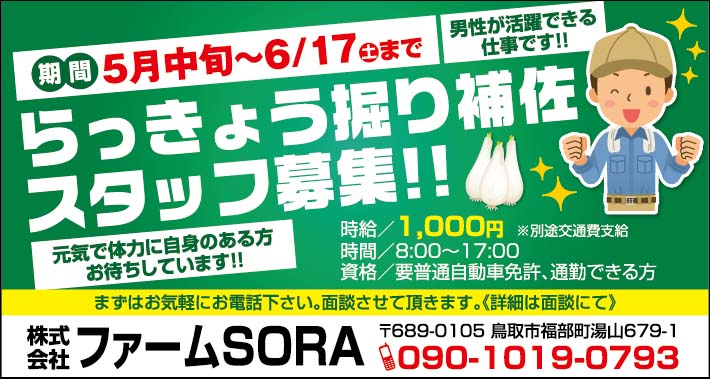 期間 5月中旬～6/17(土)まで
男性が活躍できる
仕事です!!
らっきょう掘り補佐
スタッフ募集!!
元気で体力に自身のある方
お待ちしています!!
時給／1,000円 ※別途交通費支給
時間／8:00～17:00
資格／要普通自動車免許、通勤できる方
まずはお気軽にお電話下さい。面談させて頂きます。《詳細は面談にて》
株式会社 ファームSORA
〒689-0105 鳥取市福部町湯山679-1
090-1019-0793